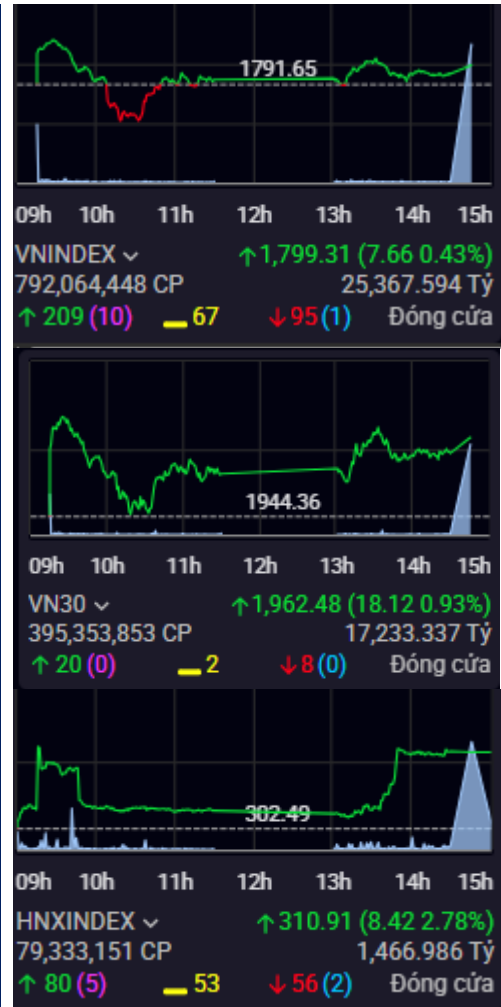 1791.65
09h 10h 11h 12h 13h 14h 15h
VNINDEX ↑1,799.31 (7.66 0.43%)
792,064,448 CP 25,367.594 Tỷ
↑ 209 (10) 67 ↓ 95 (1) Đóng cửa
1944.36
09h 10h 11h 12h 13h 14h 15h
VN30 ↑1,962.48 (18.12 0.93%)
395,353,853 CP 17,233.337 Tỷ
↑ 20 (0) 2 ↓ 8 (0) Đóng cửa
302.49
09h 10h 11h 12h 13h 14h 15h
HNXINDEX ↑310.91 (8.42 2.78%)
79,333,151 CP 1,466.986 Tỷ
↑ 80 (5) 53 ↓ 56 (2) Đóng cửa